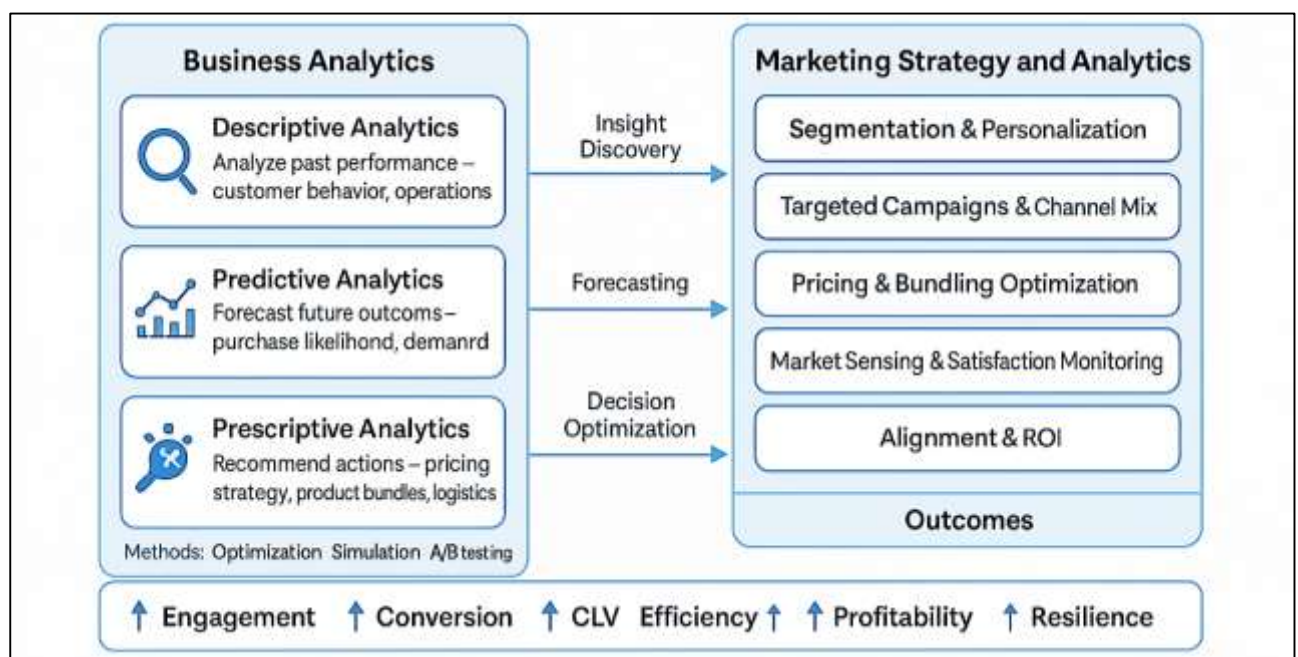 Business Analytics
Descriptive Analytics
Analyze past performance –
customer behavior, operations
Predictive Analytics
Forecast future outcoms–
purchase likelihond, demanrd
Prescriptive Analytics
Recommend actions – pricing
strategy, product bundles, logistics
Methods: Optimization Simulation A/B testing
Insight
Discovery
Forecasting
Decision
Optimization
Marketing Strategy and Analytics
Segmentation & Personalization
Targeted Campaigns & Channel Mix
Pricing & Bundling Optimization
Market Sensing & Satisfaction Monitoring
Alignment & ROI
Outcomes
↑ Engagement ↑ Conversion ↑ CLV Efficiency ↑ ↑ Profitability ↑ Resilience